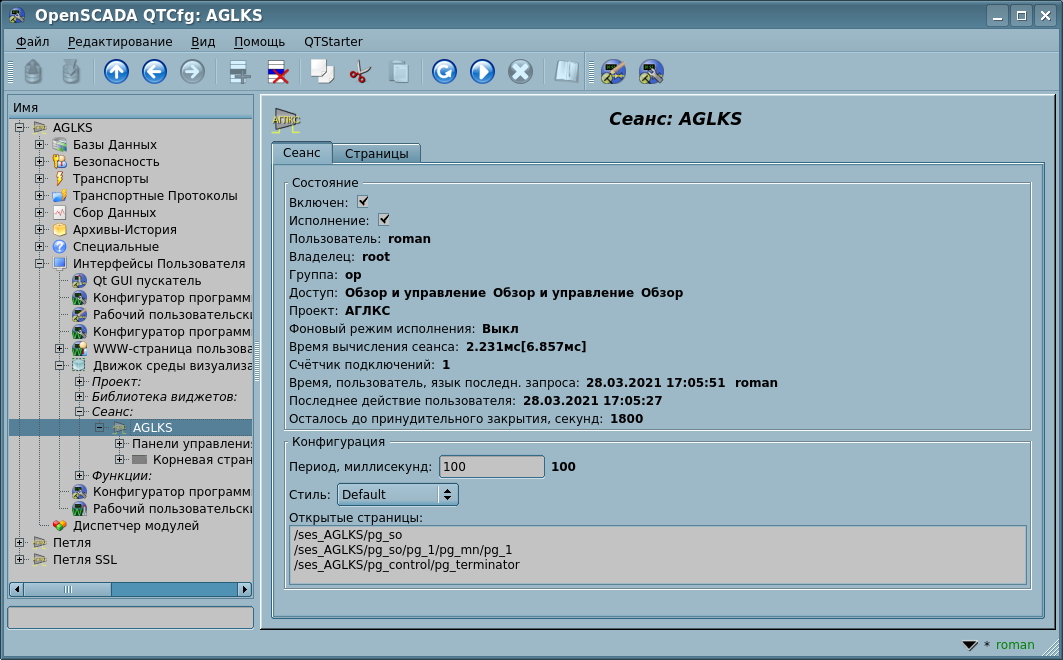 OpenSCADA QTCfg: AGLKS
Файл Редактирование Вид Помощь QTStarter
Имя
AGLKS
Базы Данных
Безопасность
Транспорты
Транспортные Протоколы
Сбор Данных
Архивы-История
Специальные
Интерфейсы Пользователя
Qt GUI пускатель
Конфигуратор программ
Рабочий пользовательск
Конфигуратор программ
WWW-страница пользова
Движок среды визуализа
Проект:
Библиотека виджетов:
Сеанс:
AGLKS
Панели управлени
Корневая стран
Функции:
Конфигуратор программ
Рабочий пользовательск
Диспетчер модулей
Петля
Петля SSL
АГЛКС
Сеанс: AGLKS
Сеанс Страницы
Состояние
Включен:
Исполнение:
Пользователь: roman
Владелец: root
Группа: op
Доступ: Обзор и управление Обзор и управление Обзор
Проект: АГЛКС
Фоновый режим исполнения: Выкл
Время вычисления сеанса: 2.231мс[6.857мс]
Счётчик подключений: 1
Время, пользователь, язык последн. запроса: 28.03.2021 17:05:51 roman
Последнее действие пользователя: 28.03.2021 17:05:27
Осталось до принудительного закрытия, секунд: 1800
Конфигурация
Период, миллисекунд: 100 100
Стиль: Default
Открытые страницы:
/ses_AGLKS/pg_so
/ses_AGLKS/pg_so/pg_1/pg_mn/pg_1
/ses_AGLKS/pg_control/pg_terminator
* roman